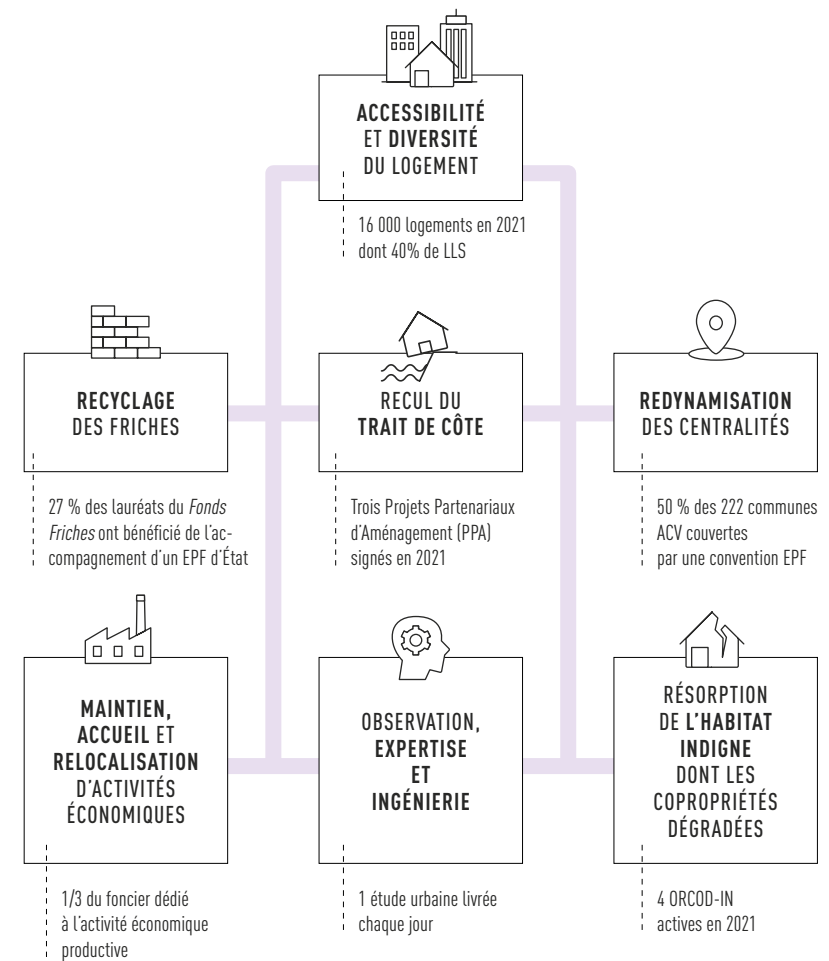 ACCESSIBILITÉ
ET DIVERSITÉ
DU LOGEMENT
16 000 logements en 2021
dont 40% de LLS
RECYCLAGE
DES FRICHES
27 % des lauréats du Fonds
Friches ont bénéficié de l'ac-
compagnement d'un EPF d'État
RECUL DU
TRAIT DE CÔTE
Trois Projets Partenariaux
d'Aménagement (PPA)
signés en 2021
REDYNAMISATION
DES CENTRALITÉS
50 % des 222 communes
ACV couvertes
par une convention EPF
MAINTIEN,
ACCUEIL ET
RELOCALISATION
D'ACTIVITÉS
ÉCONOMIQUES
1/3 du foncier dédié
à l'activité économique
productive
OBSERVATION,
EXPERTISE
ET
INGÉNIERIE
1 étude urbaine livrée
chaque jour
RÉSORPTION
DE L'HABITAT
INDIGNE
DONT LES
COPROPRIÉTÉS
DÉGRADÉES
4 ORCOD-IN
actives en 2021